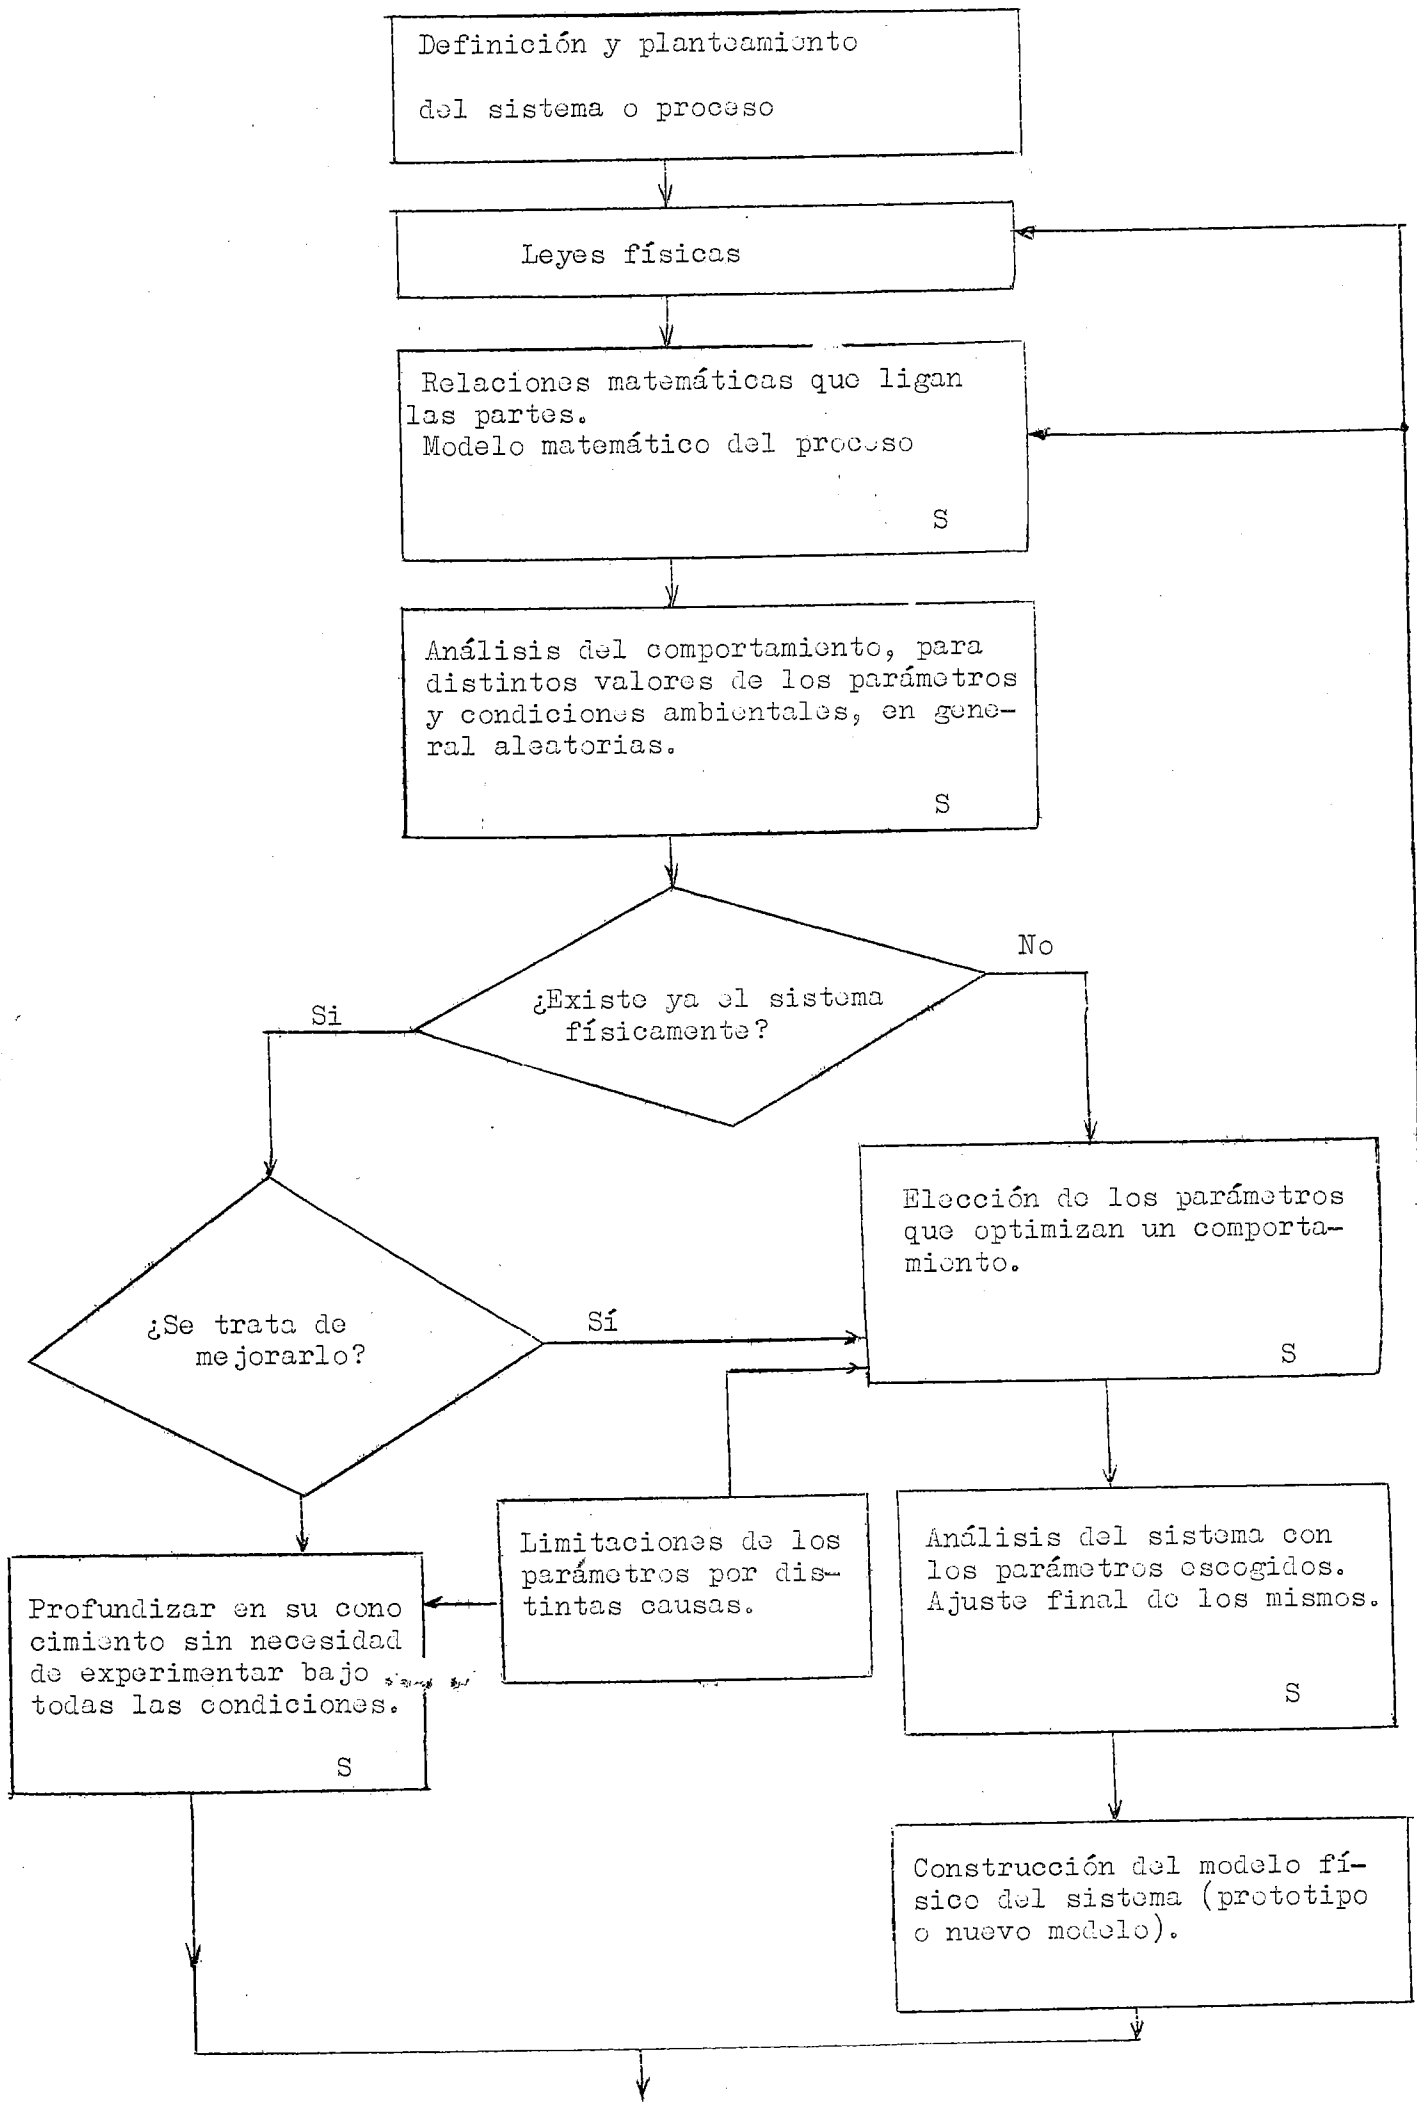 Definición y planteamiento
del sistema o proceso
Leyes físicas
Relaciones matemáticas que ligan
las partes.
Modelo matemático del proceso
S
Análisis del comportamiento, para
distintos valores de los parámetros
y condiciones ambientales, en gene-
ral aleatorias.
S
¿Existe ya el sistema
físicamente?
No
Si
Elección de los parámetros
que optimizan un comporta-
miento.
S
¿Se trata de
mejorarlo?
Sí
Limitaciones de los
parámetros por dis-
tintas causas.
Análisis del sistema con
los parámetros escogidos.
Ajuste final de los mismos.
S
Profundizar en su cono
cimiento sin necesidad
de experimentar bajo
todas las condiciones.
S
Construcción del modelo fí-
sico del sistema (prototipo
o nuevo modelo).